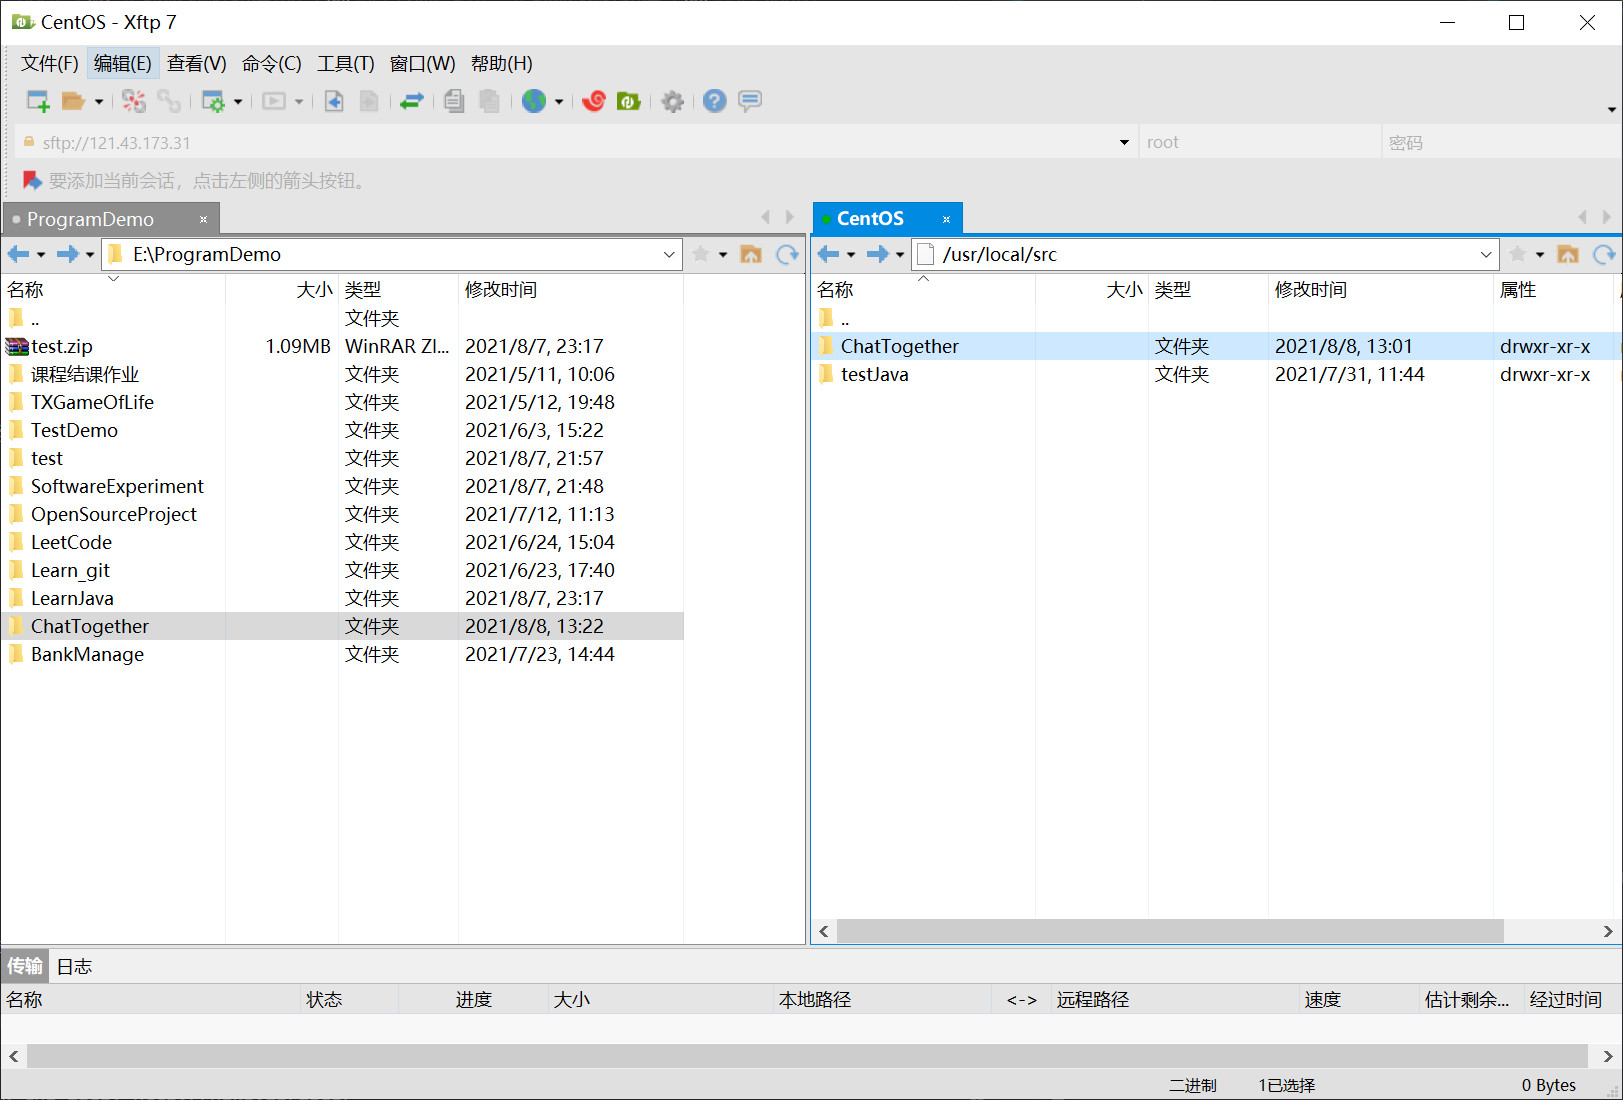 CentOS - Xftp 7
文件(F) 编辑(E) 查看(V) 命令(C) 工具(T) 窗口(W) 帮助(H)
sftp://121.43.173.31 root 密码
要添加当前会话，点击左侧的箭头按钮。
ProgramDemo
E:\ProgramDemo
名称 大小 类型 修改时间
.. 文件夹
test.zip 1.09MB WinRAR ZI... 2021/8/7, 23:17
课程结课作业 文件夹 2021/5/11, 10:06
TXGameOfLife 文件夹 2021/5/12, 19:48
TestDemo 文件夹 2021/6/3, 15:22
test 文件夹 2021/8/7, 21:57
SoftwareExperiment 文件夹 2021/8/7, 21:48
OpenSourceProject 文件夹 2021/7/12, 11:13
LeetCode 文件夹 2021/6/24, 15:04
Learn_git 文件夹 2021/6/23, 17:40
LearnJava 文件夹 2021/8/7, 23:17
ChatTogether 文件夹 2021/8/8, 13:22
BankManage 文件夹 2021/7/23, 14:44
CentOS
/usr/local/src
名称 大小 类型 修改时间 属性
..
ChatTogether 文件夹 2021/8/8, 13:01 drwxr-xr-x
testJava 文件夹 2021/7/31, 11:44 drwxr-xr-x
传输 日志
名称 状态 进度 大小 本地路径 <-> 远程路径 速度 估计剩余... 经过时间
二进制 1已选择 0 Bytes